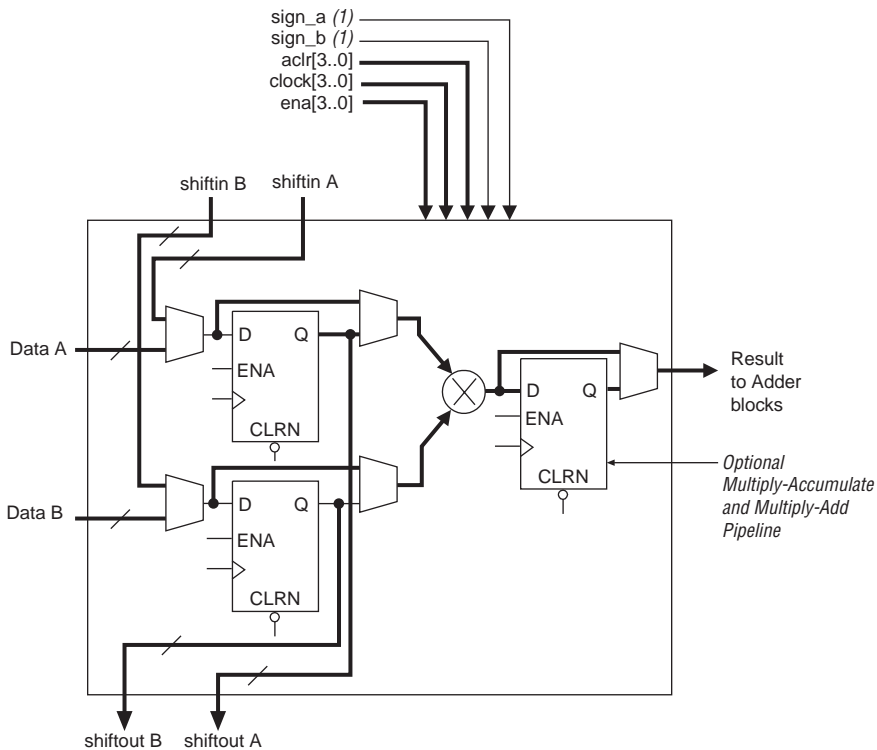 sign_a (1)
sign_b (1)
aclr[3..0]
clock[3..0]
ena[3..0]
shiftin B
shiftin A
Data A
D
Q
ENA
CLRN
Data B
D
Q
ENA
CLRN
D
Q
ENA
CLRN
Result
to Adder
blocks
Optional
Multiply-Accumulate
and Multiply-Add
Pipeline
shiftout B
shiftout A